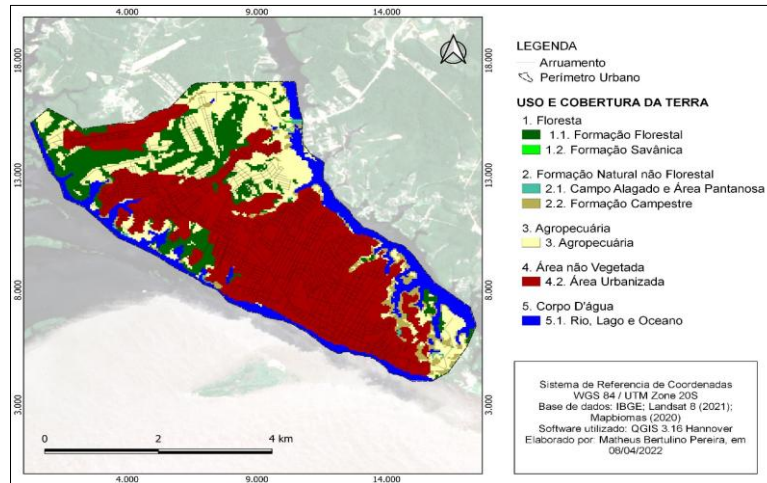 4.000 9.000 14.000
18.000 18.000
13.000 13.000
8.000 8.000
3.000 3.000
0 2 4 km
4.000 9.000 14.000
LEGENDA
Arruamento
Perímetro Urbano
USO E COBERTURA DA TERRA
1. Floresta
1.1. Formação Florestal
1.2. Formação Savânica
2. Formação Natural não Florestal
2.1. Campo Alagado e Área Pantanosa
2.2. Formação Campestre
3. Agropecuária
3. Agropecuária
4. Área não Vegetada
4.2. Área Urbanizada
5. Corpo D'água
5.1. Rio, Lago e Oceano
Sistema de Referencia de Coordenadas
WGS 84 / UTM Zone 20S
Base de dados: IBGE; Landsat 8 (2021);
Mapbiomas (2020)
Software utilizado: QGIS 3.16 Hannover
Elaborado por: Matheus Bertulino Pereira, em
08/04/2022